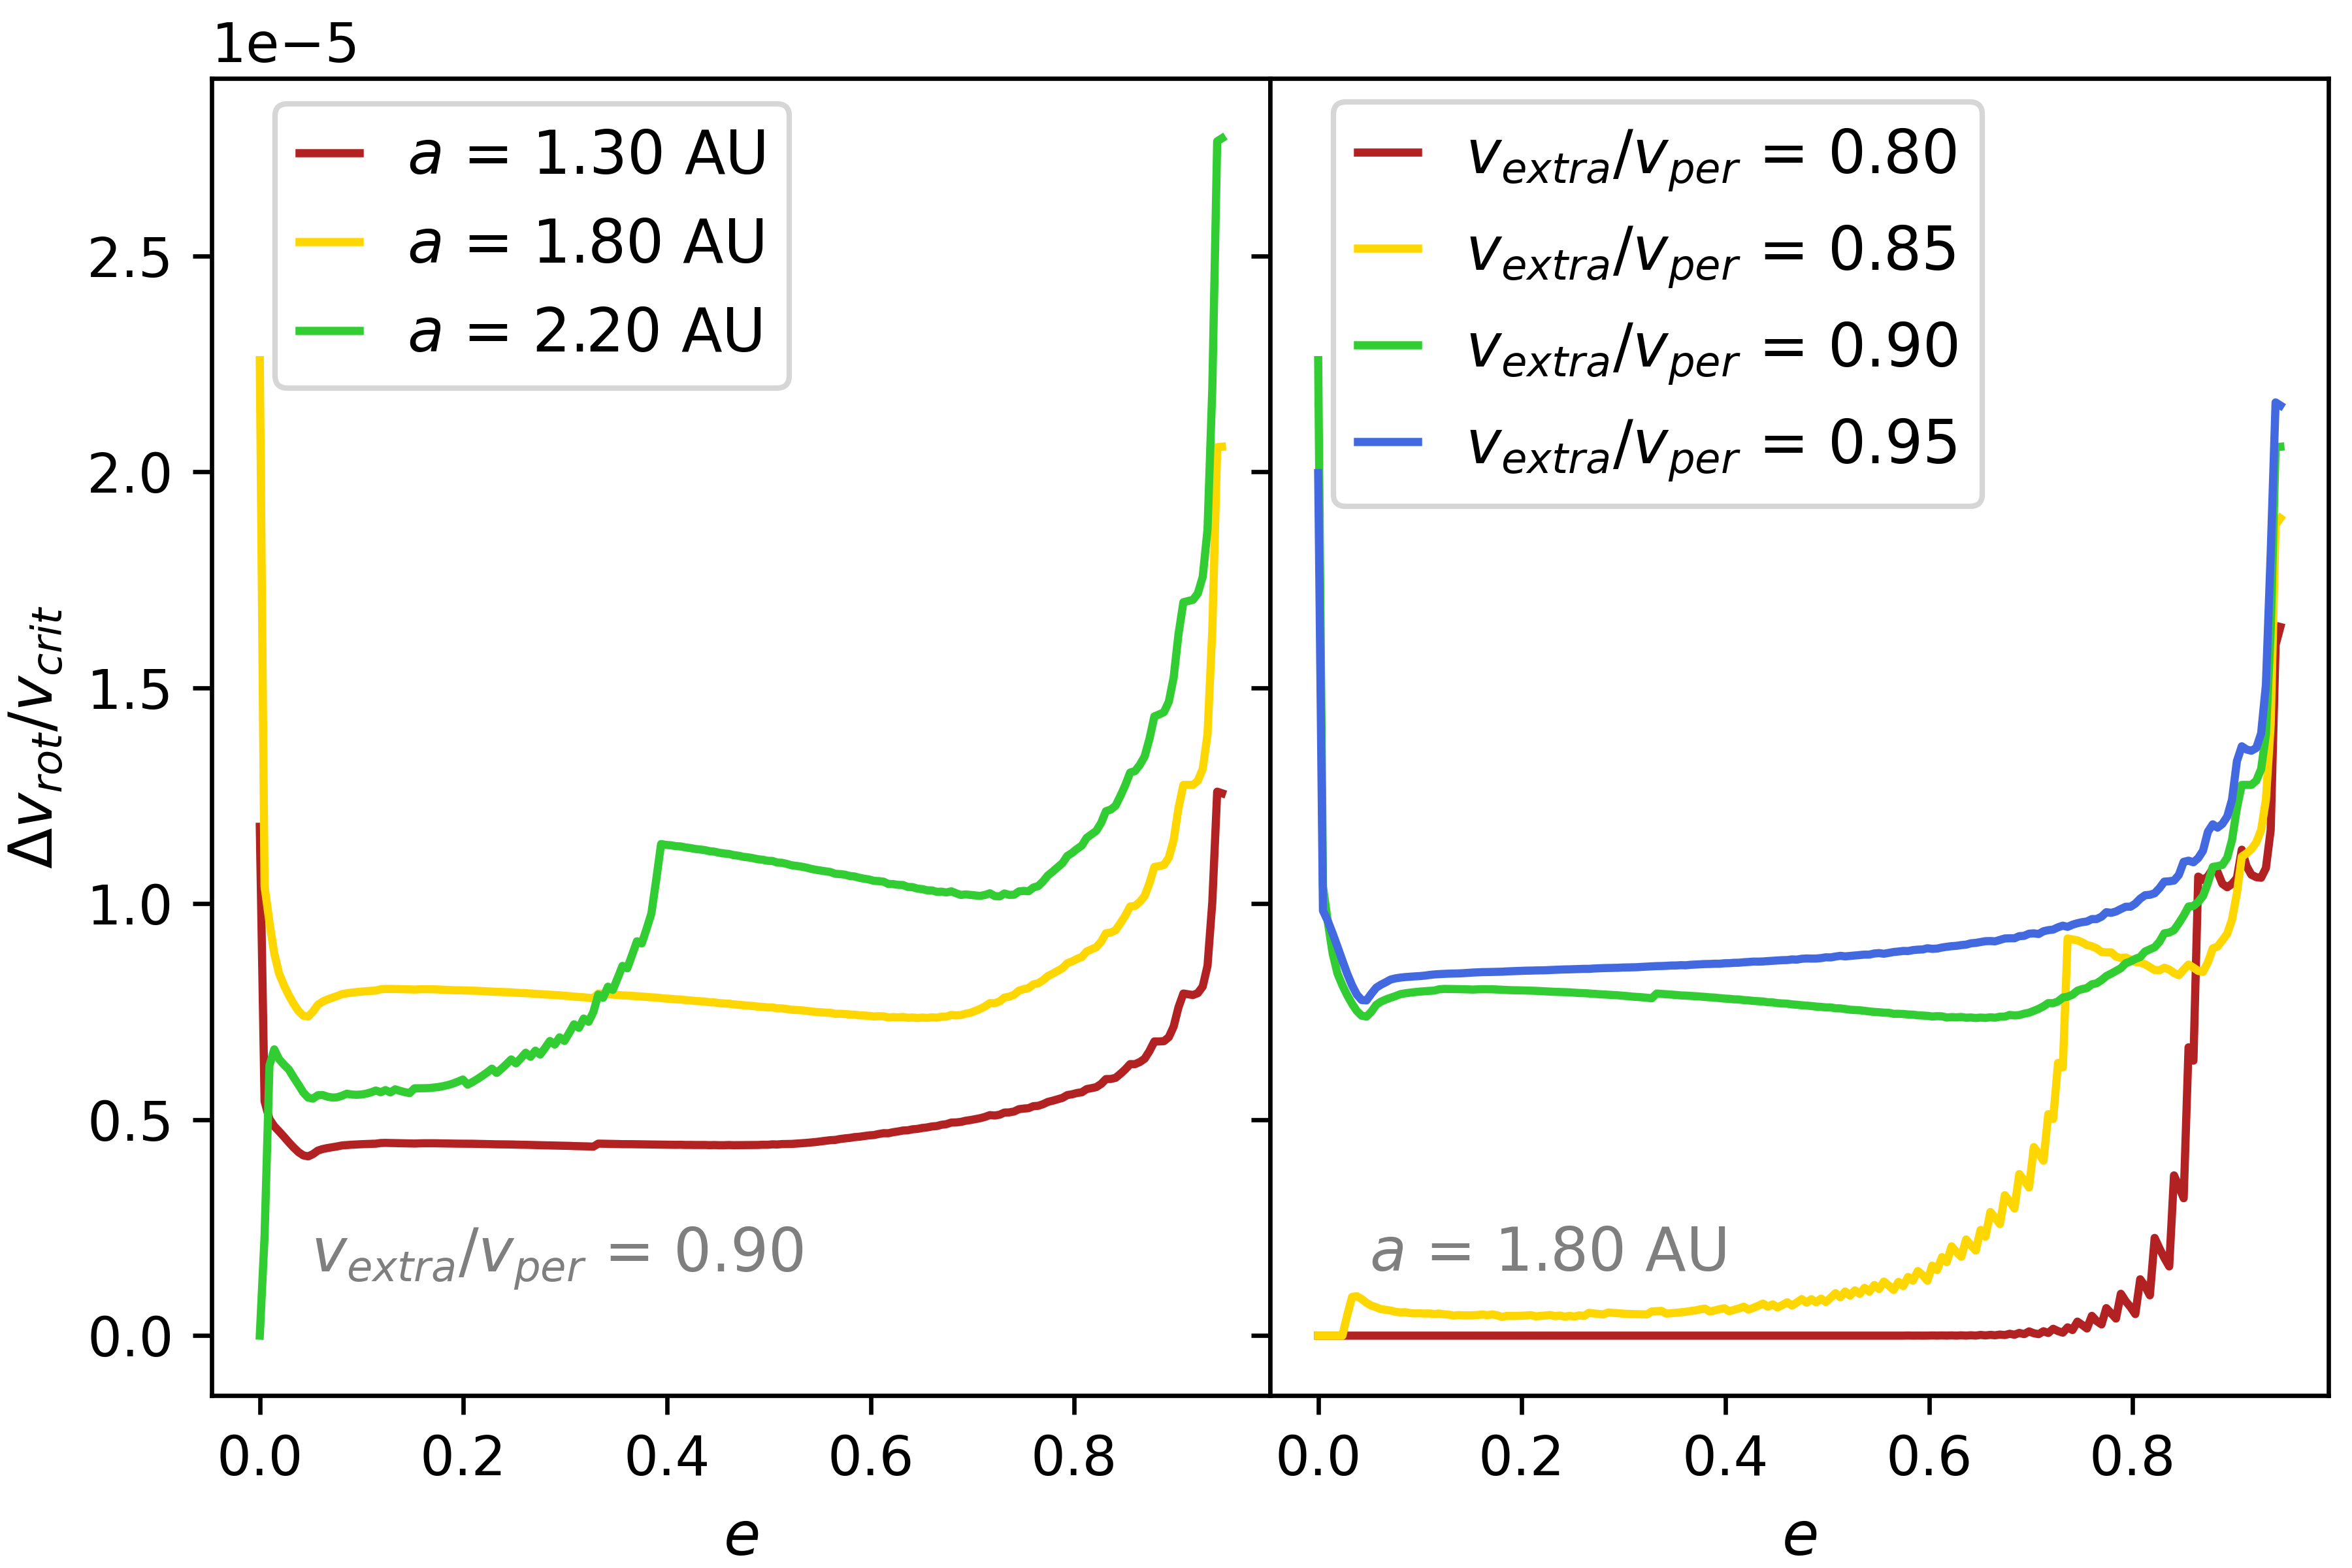 1e−5
a = 1.30 AU
a = 1.80 AU
a = 2.20 AU
v_extra/v_per = 0.80
v_extra/v_per = 0.85
v_extra/v_per = 0.90
v_extra/v_per = 0.95
2.5
2.0
1.5
1.0
0.5
0.0
Δv_rot/v_crit
v_extra/v_per = 0.90
a = 1.80 AU
0.0 0.2 0.4 0.6 0.8
0.0 0.2 0.4 0.6 0.8
e
e